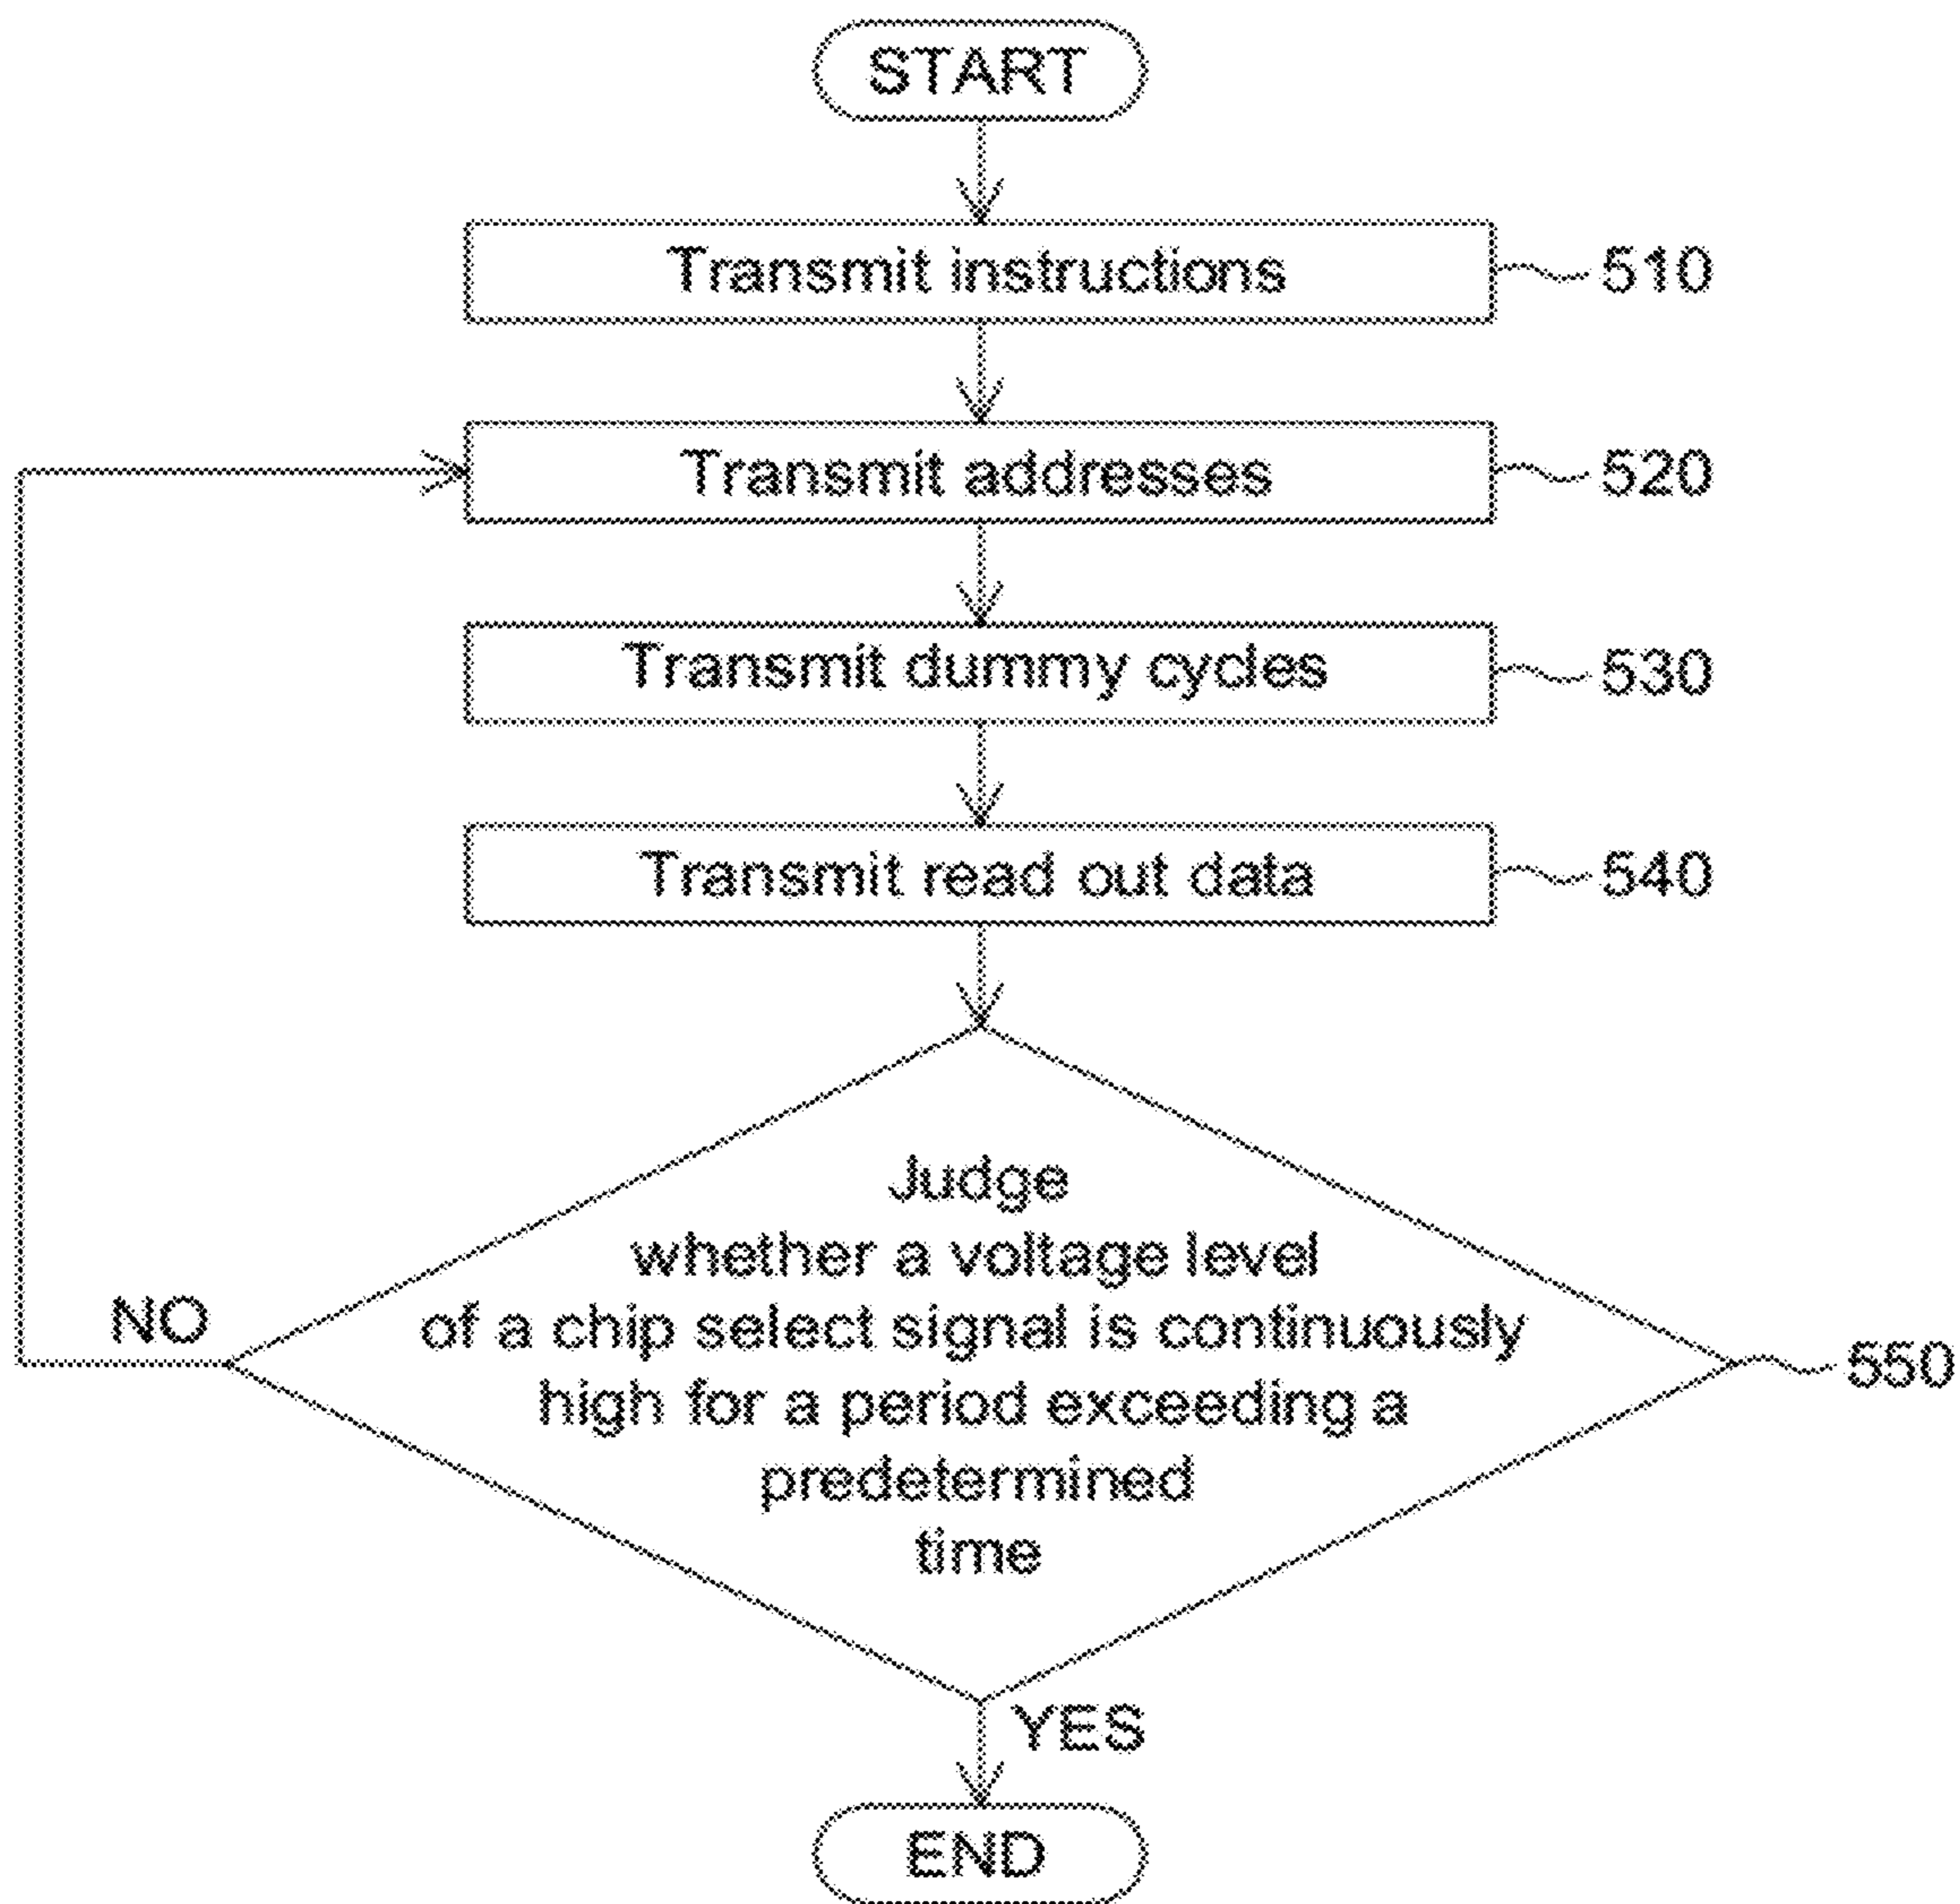 START
Transmit instructions
510
Transmit addresses
520
Transmit dummy cycles
530
Transmit read out data
540
Judge
whether a voltage level
of a chip select signal is continuously
high for a period exceeding a
predetermined
time
NO
550
YES
END